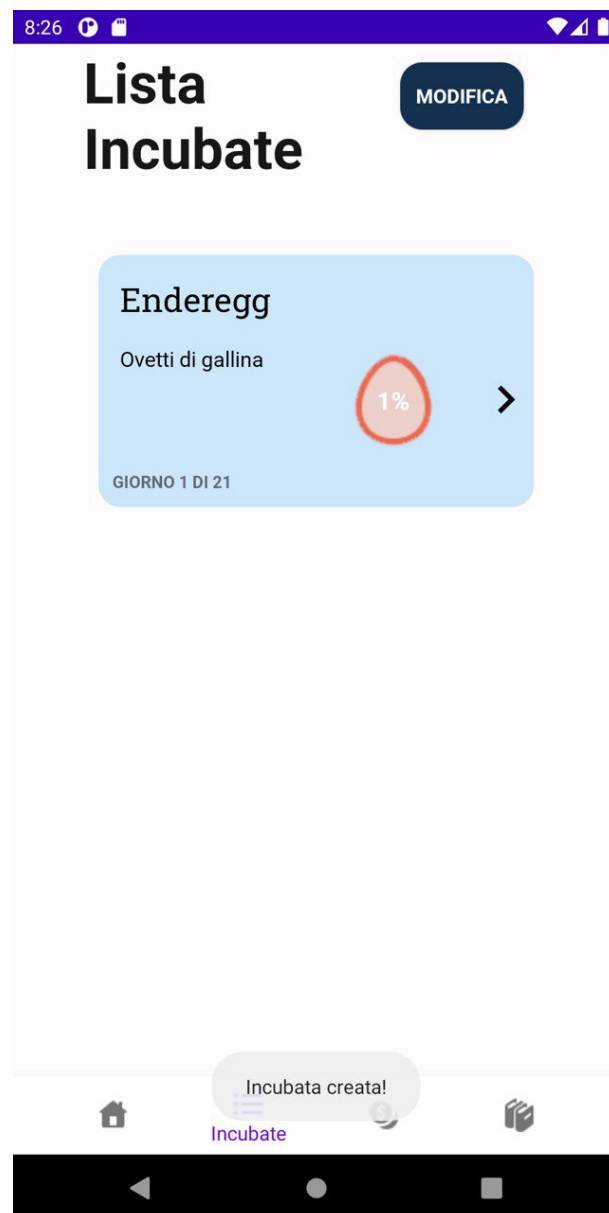 8:26
Lista
Incubate
MODIFICA
Enderegg
Ovetti di gallina
1%
GIORNO 1 DI 21
Incubata creata!
Incubate